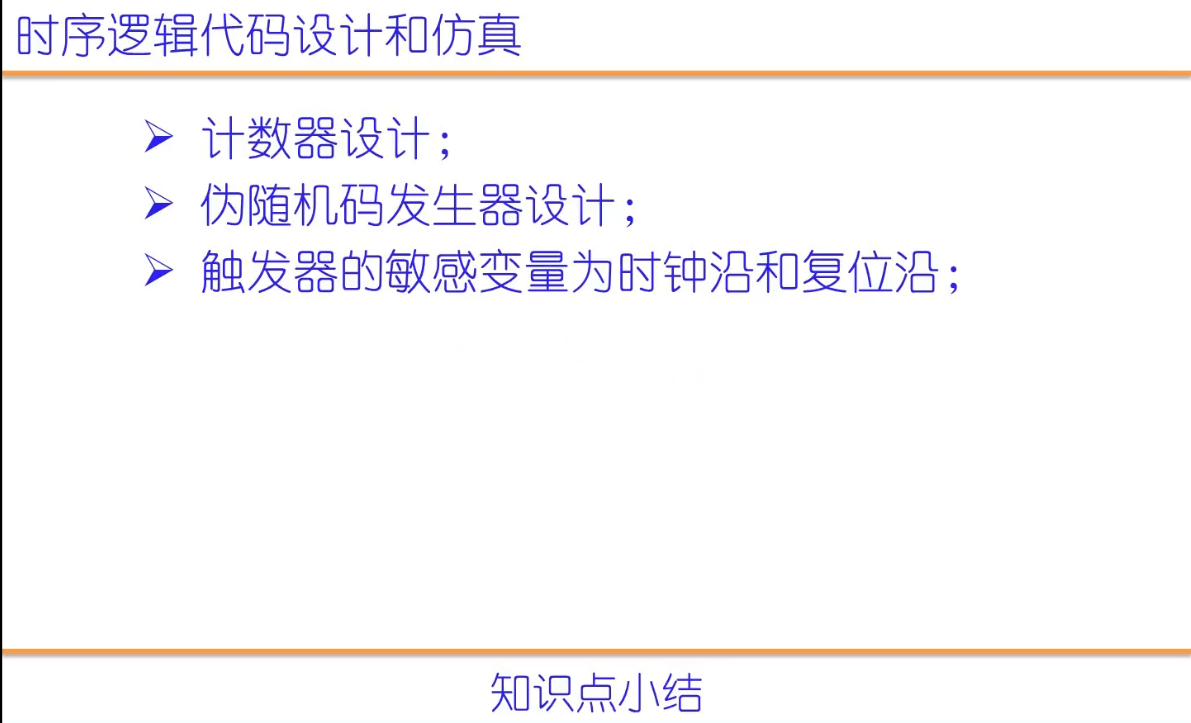 时序逻辑代码设计和仿真
➢ 计数器设计；
➢ 伪随机码发生器设计；
➢ 触发器的敏感变量为时钟沿和复位沿；
知识点小结